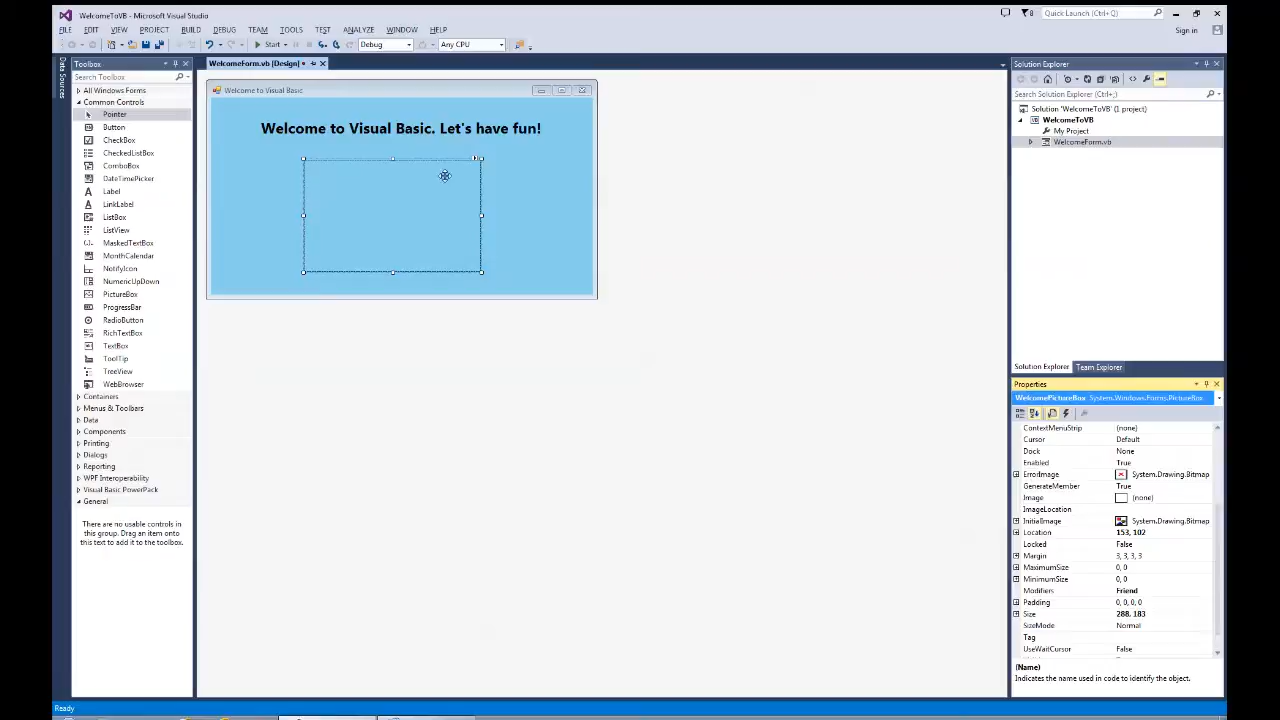 WelcomeToVB - Microsoft Visual Studio
8
Quick Launch (Ctrl+Q)
FILE EDIT VIEW PROJECT BUILD DEBUG TEAM TOOLS TEST ANALYZE WINDOW HELP
Sign in
Start
Debug
Any CPU
Data Sources
Toolbox
Search Toolbox
All Windows Forms
Common Controls
Pointer
Button
CheckBox
CheckedListBox
ComboBox
DateTimePicker
Label
LinkLabel
ListBox
ListView
MaskedTextBox
MonthCalendar
NotifyIcon
NumericUpDown
PictureBox
ProgressBar
RadioButton
RichTextBox
TextBox
ToolTip
TreeView
WebBrowser
Containers
Menus & Toolbars
Data
Components
Printing
Dialogs
Reporting
WPF Interoperability
Visual Basic PowerPack
General
There are no usable controls in
this group. Drag an item onto
this text to add it to the toolbox.
WelcomeForm.vb [Design]
Welcome to Visual Basic
Welcome to Visual Basic. Let's have fun!
Solution Explorer
Search Solution Explorer (Ctrl+;)
Solution 'WelcomeToVB' (1 project)
WelcomeToVB
My Project
WelcomeForm.vb
Solution Explorer Team Explorer
Properties
WelcomePictureBox System.Windows.Forms.PictureBox
ContextMenuStrip (none)
Cursor Default
Dock None
Enabled True
ErrorImage System.Drawing.Bitmap
GenerateMember True
Image (none)
ImageLocation
InitialImage System.Drawing.Bitmap
Location 153, 102
Locked False
Margin 3, 3, 3, 3
MaximumSize 0, 0
MinimumSize 0, 0
Modifiers Friend
Padding 0, 0, 0, 0
Size 288, 183
SizeMode Normal
Tag
UseWaitCursor False
(Name)
Indicates the name used in code to identify the object.
Ready